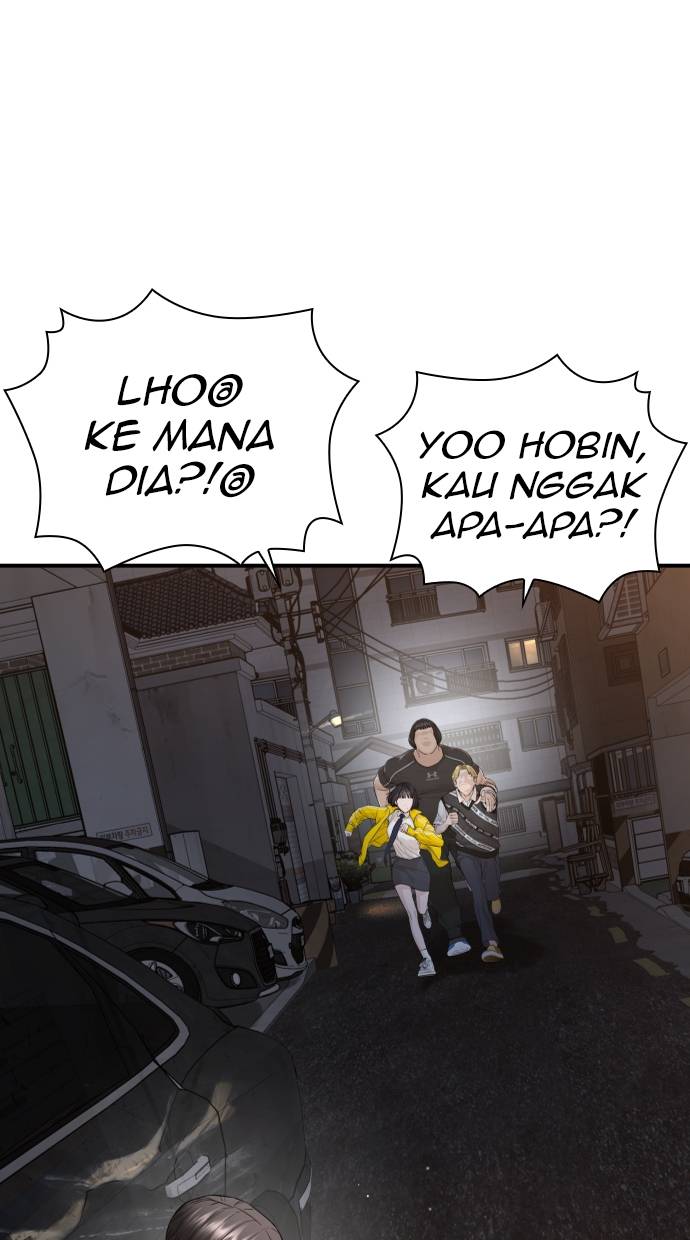 LHO@
KE MANA
DIA?!@
YOO HOBIN,
KAU NGGAK
APA-APA?!